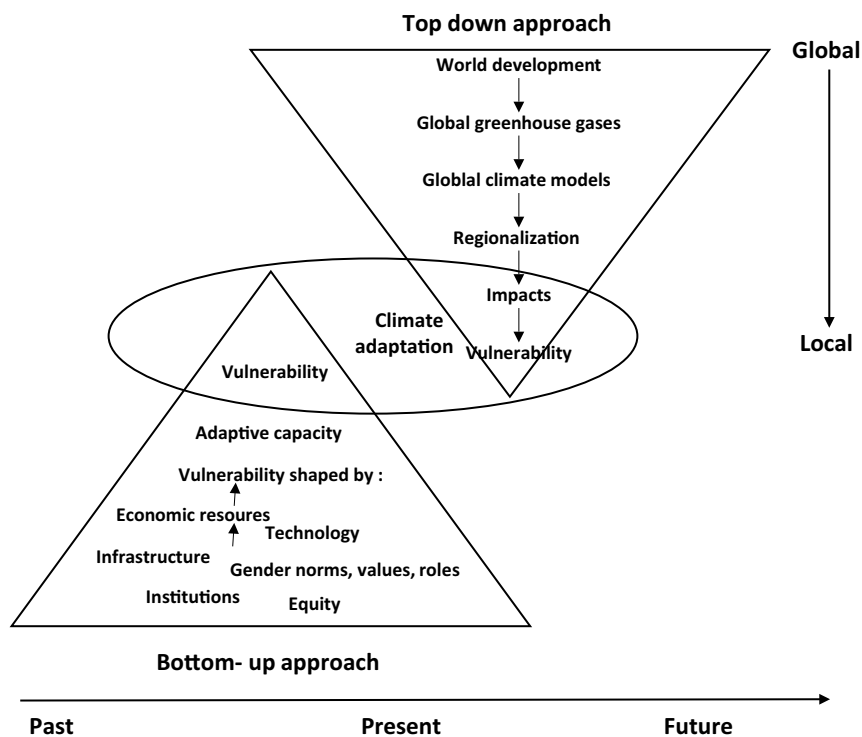 Top down approach
Global
World development
Global greenhouse gases
Globlal climate models
Regionalization
Impacts
Climate
adaptation
Vulnerability
Local
Vulnerability
Adaptive capacity
Vulnerability shaped by :
Economic resoures
Technology
Infrastructure
Gender norms, values, roles
Institutions
Equity
Bottom- up approach
Past
Present
Future